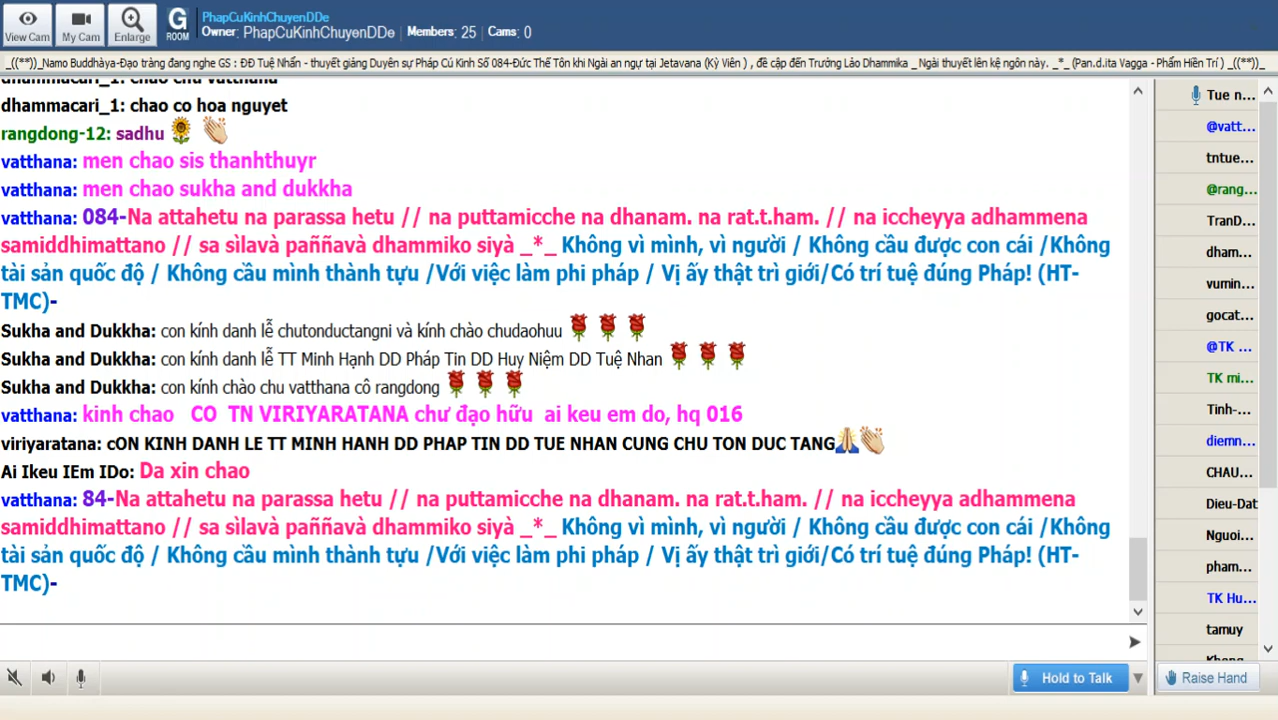 PhapCuKinhChuyenDDe
Owner: PhapCuKinhChuyenDDe Members: 25 Cams: 0
View Cam My Cam Enlarge G ROOM
_((**))_Namo Buddhàya-Đạo tràng đang nghe GS : ĐĐ Tuệ Nhẫn - thuyết giảng Duyên sự Pháp Cú Kinh Số 084-Đức Thế Tôn khi Ngài an ngự tại Jetavana (Kỳ Viên ) , đề cập đến Trưởng Lảo Dhammika _Ngài thuyết lên kệ ngôn này. _*_ (Pan.d.ita Vagga - Phẩm Hiền Trí ) _((**))_
dhammacari_1: chao chu vatthana
dhammacari_1: chao co hoa nguyet
rangdong-12: sadhu
vatthana: men chao sis thanhthuyr
vatthana: men chao sukha and dukkha
vatthana: 084-Na attahetu na parassa hetu // na puttamicche na dhanam. na rat.t.ham. // na iccheyya adhammena
samiddhimattano // sa sìlavà paññavà dhammiko siyà _*_ Không vì mình, vì người / Không cầu được con cái /Không
tài sản quốc độ / Không cầu mình thành tựu /Với việc làm phi pháp / Vị ấy thật trì giới/Có trí tuệ đúng Pháp! (HT-
TMC)-
Sukha and Dukkha: con kính danh lễ chutonductangni và kính chào chudaohuu
Sukha and Dukkha: con kính danh lễ TT Minh Hạnh DD Pháp Tin DD Huy Niệm DD Tuệ Nhan
Sukha and Dukkha: con kính chào chu vatthana cô rangdong
vatthana: kinh chao CO TN VIRIYARATANA chư đạo hữu ai keu em do, hq 016
viriyaratana: cON KINH DANH LE TT MINH HANH DD PHAP TIN DD TUE NHAN CUNG CHU TON DUC TANG
Ai Ikeu IEm IDo: Da xin chao
vatthana: 84-Na attahetu na parassa hetu // na puttamicche na dhanam. na rat.t.ham. // na iccheyya adhammena
samiddhimattano // sa sìlavà paññavà dhammiko siyà _*_ Không vì mình, vì người / Không cầu được con cái /Không
tài sản quốc độ / Không cầu mình thành tựu /Với việc làm phi pháp / Vị ấy thật trì giới/Có trí tuệ đúng Pháp! (HT-
TMC)-
Tue n...
@vatt...
tntue...
@rang...
TranD...
dham...
vumin...
gocat...
@TK ...
TK mi...
Tinh-...
diemn...
CHAU...
Dieu-Dat
Nguoi...
pham...
TK Hu...
tamuy
Khong
Hold to Talk
Raise Hand